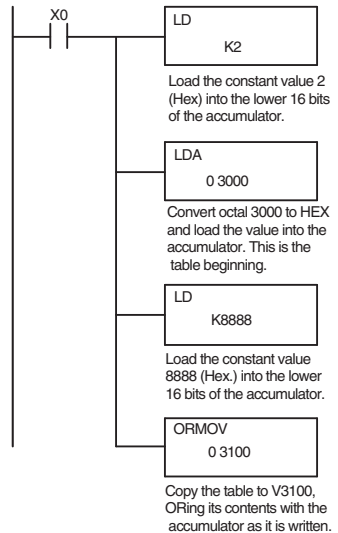 X0
LD
K2
Load the constant value 2
(Hex) into the lower 16 bits
of the accumulator.
LDA
0 3000
Convert octal 3000 to HEX
and load the value into the
accumulator. This is the
table beginning.
LD
K8888
Load the constant value
8888 (Hex.) into the lower
16 bits of the accumulator.
ORMOV
0 3100
Copy the table to V3100,
ORing its contents with the
accumulator as it is written.